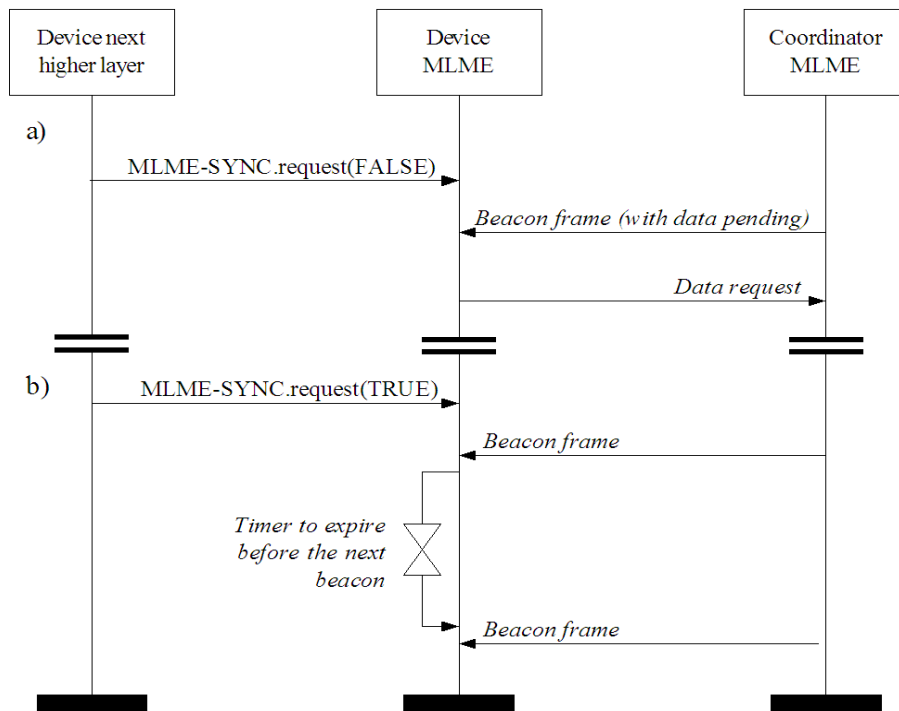 Device next
higher layer
Device
MLME
Coordinator
MLME
a)
MLME-SYNC.request(FALSE)
Beacon frame (with data pending)
Data request
b)
MLME-SYNC.request(TRUE)
Beacon frame
Timer to expire
before the next
beacon
Beacon frame